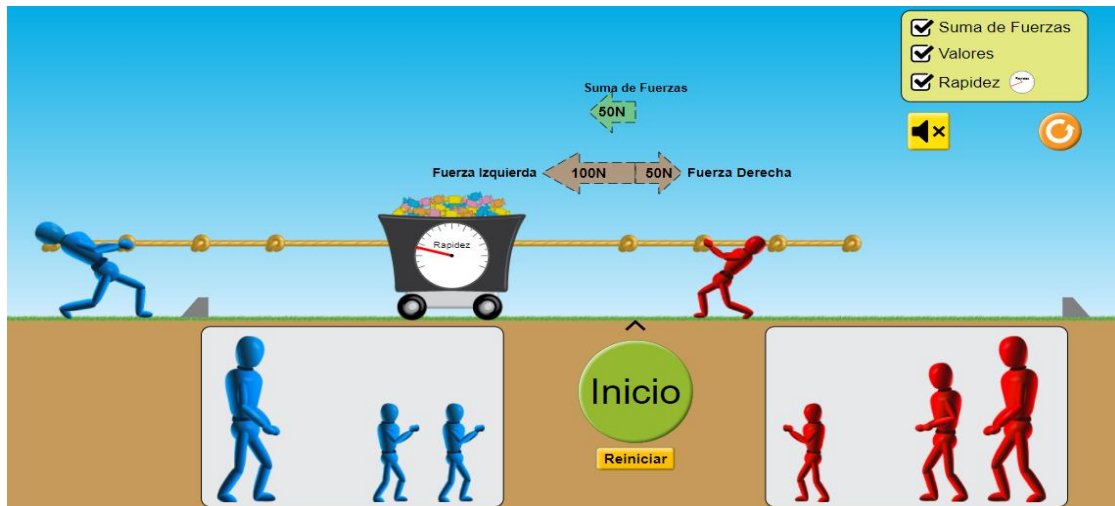 Suma de Fuerzas
Valores
Rapidez
Suma de Fuerzas
50N
Fuerza Izquierda 100N 50N Fuerza Derecha
Rapidez
Inicio
Reiniciar